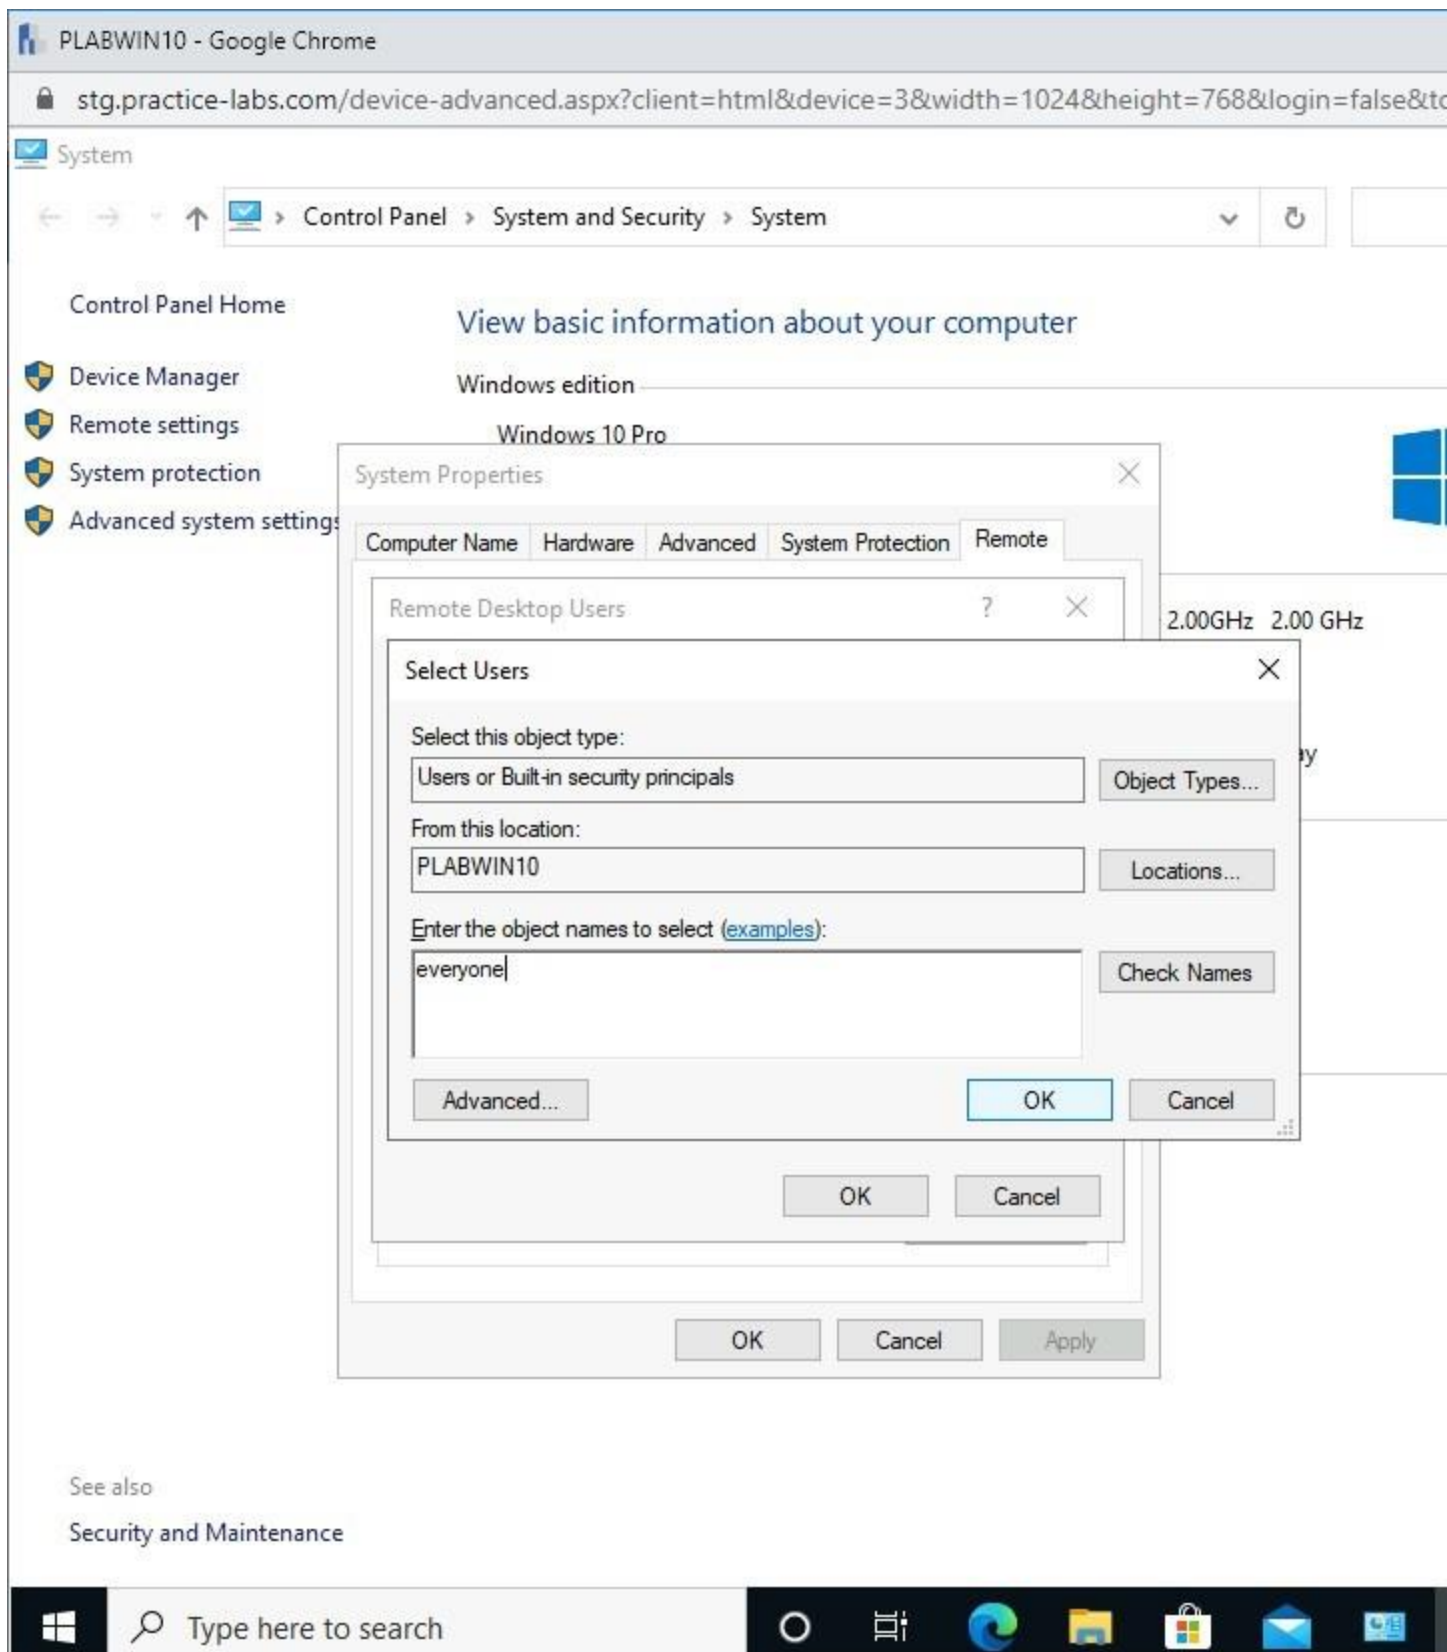 PLABWIN10 - Google Chrome
stg.practice-labs.com/device-advanced.aspx?client=html&device=3&width=1024&height=768&login=false&to
System
Control Panel › System and Security › System
Control Panel Home
View basic information about your computer
Device Manager
Windows edition
Remote settings
Windows 10 Pro
System protection
Advanced system settings
System Properties
Computer Name Hardware Advanced System Protection Remote
Remote Desktop Users ?
2.00GHz 2.00 GHz
Select Users
Select this object type:
Users or Built-in security principals
Object Types...
ay
From this location:
PLABWIN10
Locations...
Enter the object names to select (examples):
everyone
Check Names
Advanced...
OK Cancel
OK Cancel
OK Cancel Apply
See also
Security and Maintenance
Type here to search